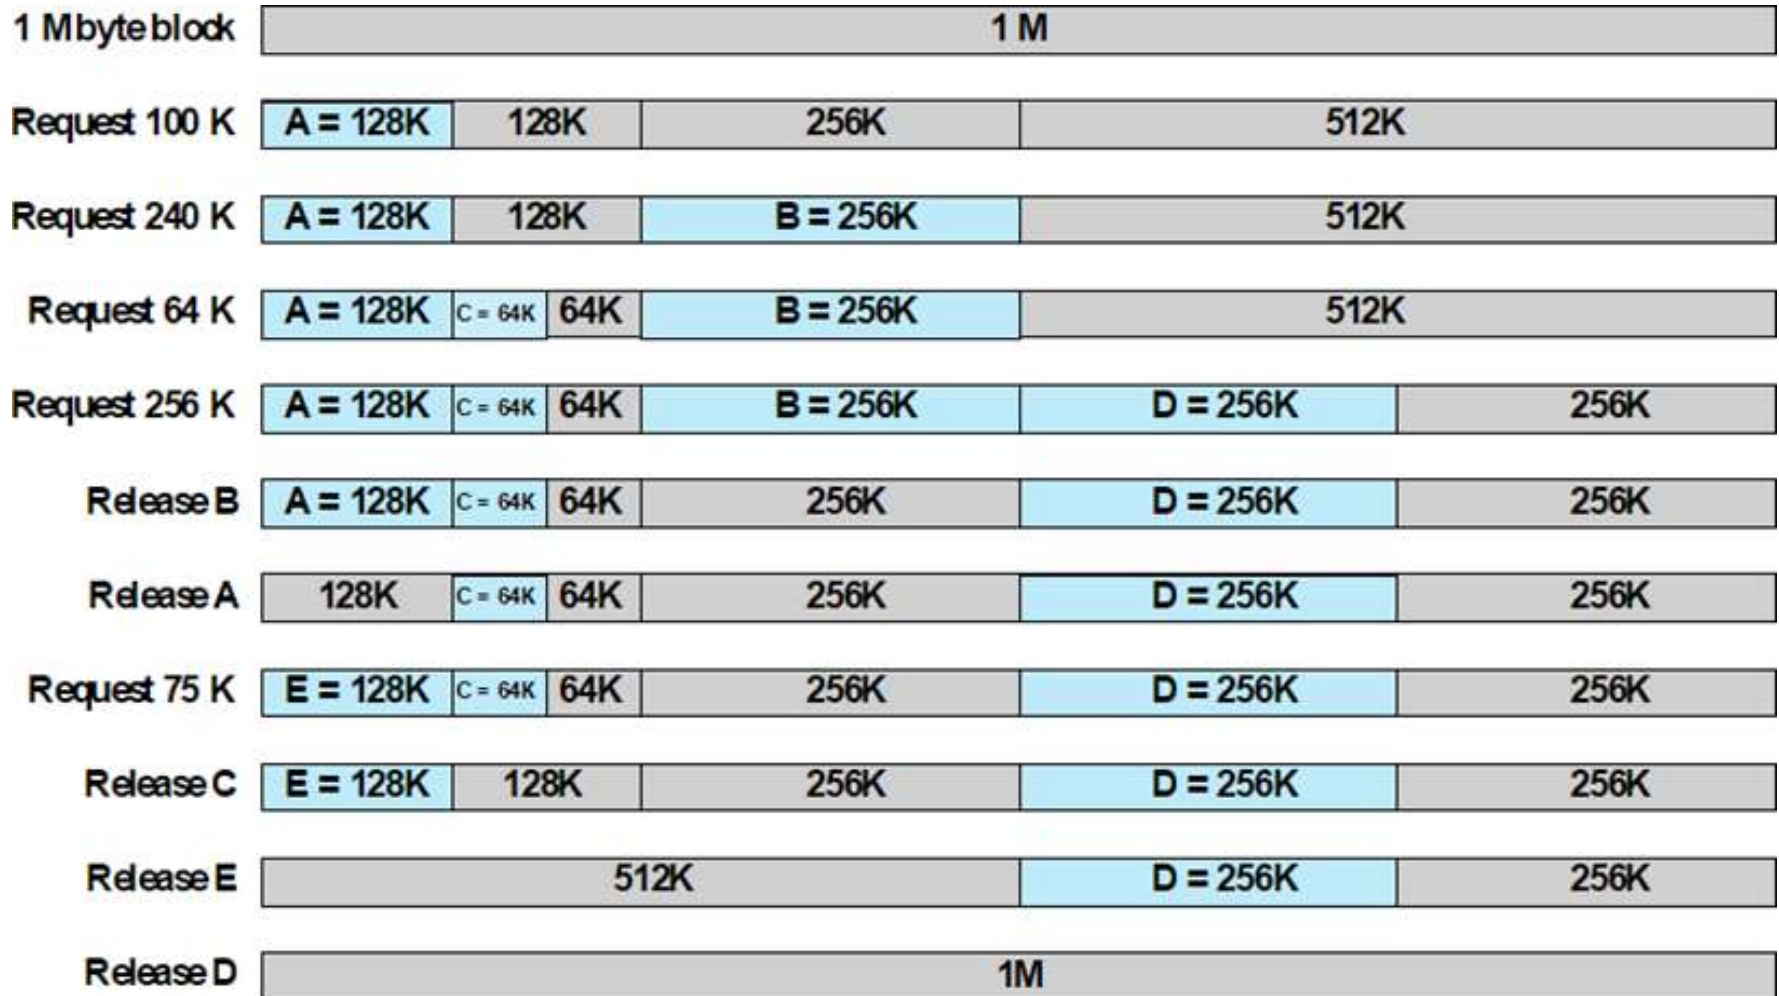 1 Mbyte block 1 M
Request 100 K A = 128K 128K 256K 512K
Request 240 K A = 128K 128K B = 256K 512K
Request 64 K A = 128K C = 64K 64K B = 256K 512K
Request 256 K A = 128K C = 64K 64K B = 256K D = 256K 256K
Release B A = 128K C = 64K 64K 256K D = 256K 256K
Release A 128K C = 64K 64K 256K D = 256K 256K
Request 75 K E = 128K C = 64K 64K 256K D = 256K 256K
Release C E = 128K 128K 256K D = 256K 256K
Release E 512K D = 256K 256K
Release D 1M